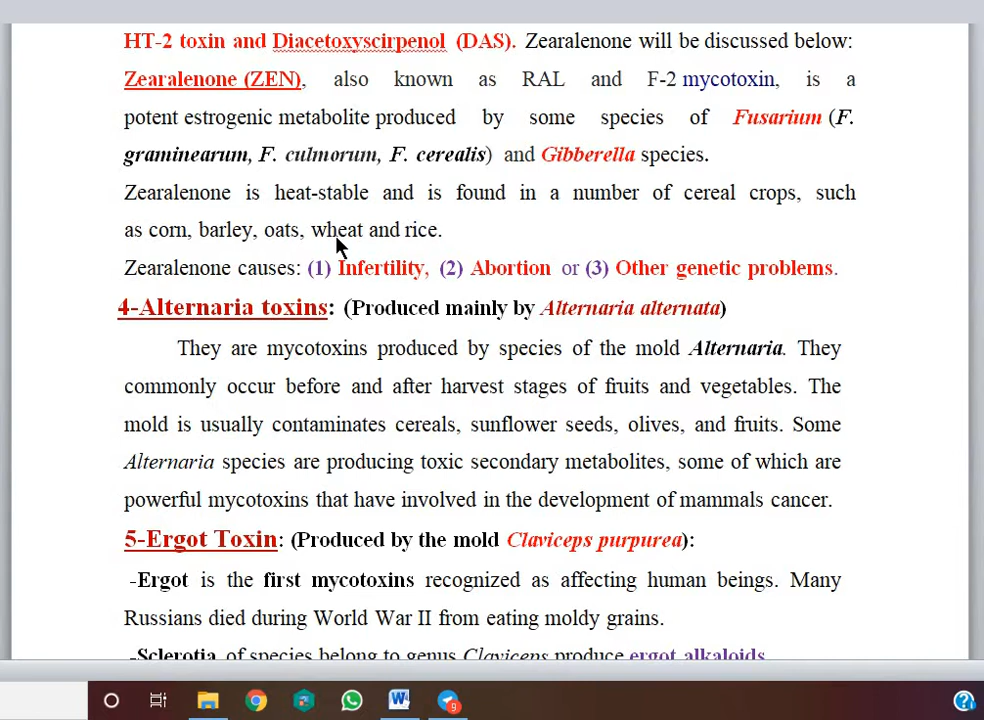 HT-2 toxin and Diacetoxyscirpenol (DAS). Zearalenone will be discussed below:
Zearalenone (ZEN), also known as RAL and F-2 mycotoxin, is a
potent estrogenic metabolite produced by some species of Fusarium (F.
graminearum, F. culmorum, F. cerealis) and Gibberella species.
Zearalenone is heat-stable and is found in a number of cereal crops, such
as corn, barley, oats, wheat and rice.
Zearalenone causes: (1) Infertility, (2) Abortion or (3) Other genetic problems.
4-Alternaria toxins: (Produced mainly by Alternaria alternata)
They are mycotoxins produced by species of the mold Alternaria. They
commonly occur before and after harvest stages of fruits and vegetables. The
mold is usually contaminates cereals, sunflower seeds, olives, and fruits. Some
Alternaria species are producing toxic secondary metabolites, some of which are
powerful mycotoxins that have involved in the development of mammals cancer.
5-Ergot Toxin: (Produced by the mold Claviceps purpurea):
-Ergot is the first mycotoxins recognized as affecting human beings. Many
Russians died during World War II from eating moldy grains.
-Sclerotia of species belong to genus Claviceps produce ergot alkaloids
9